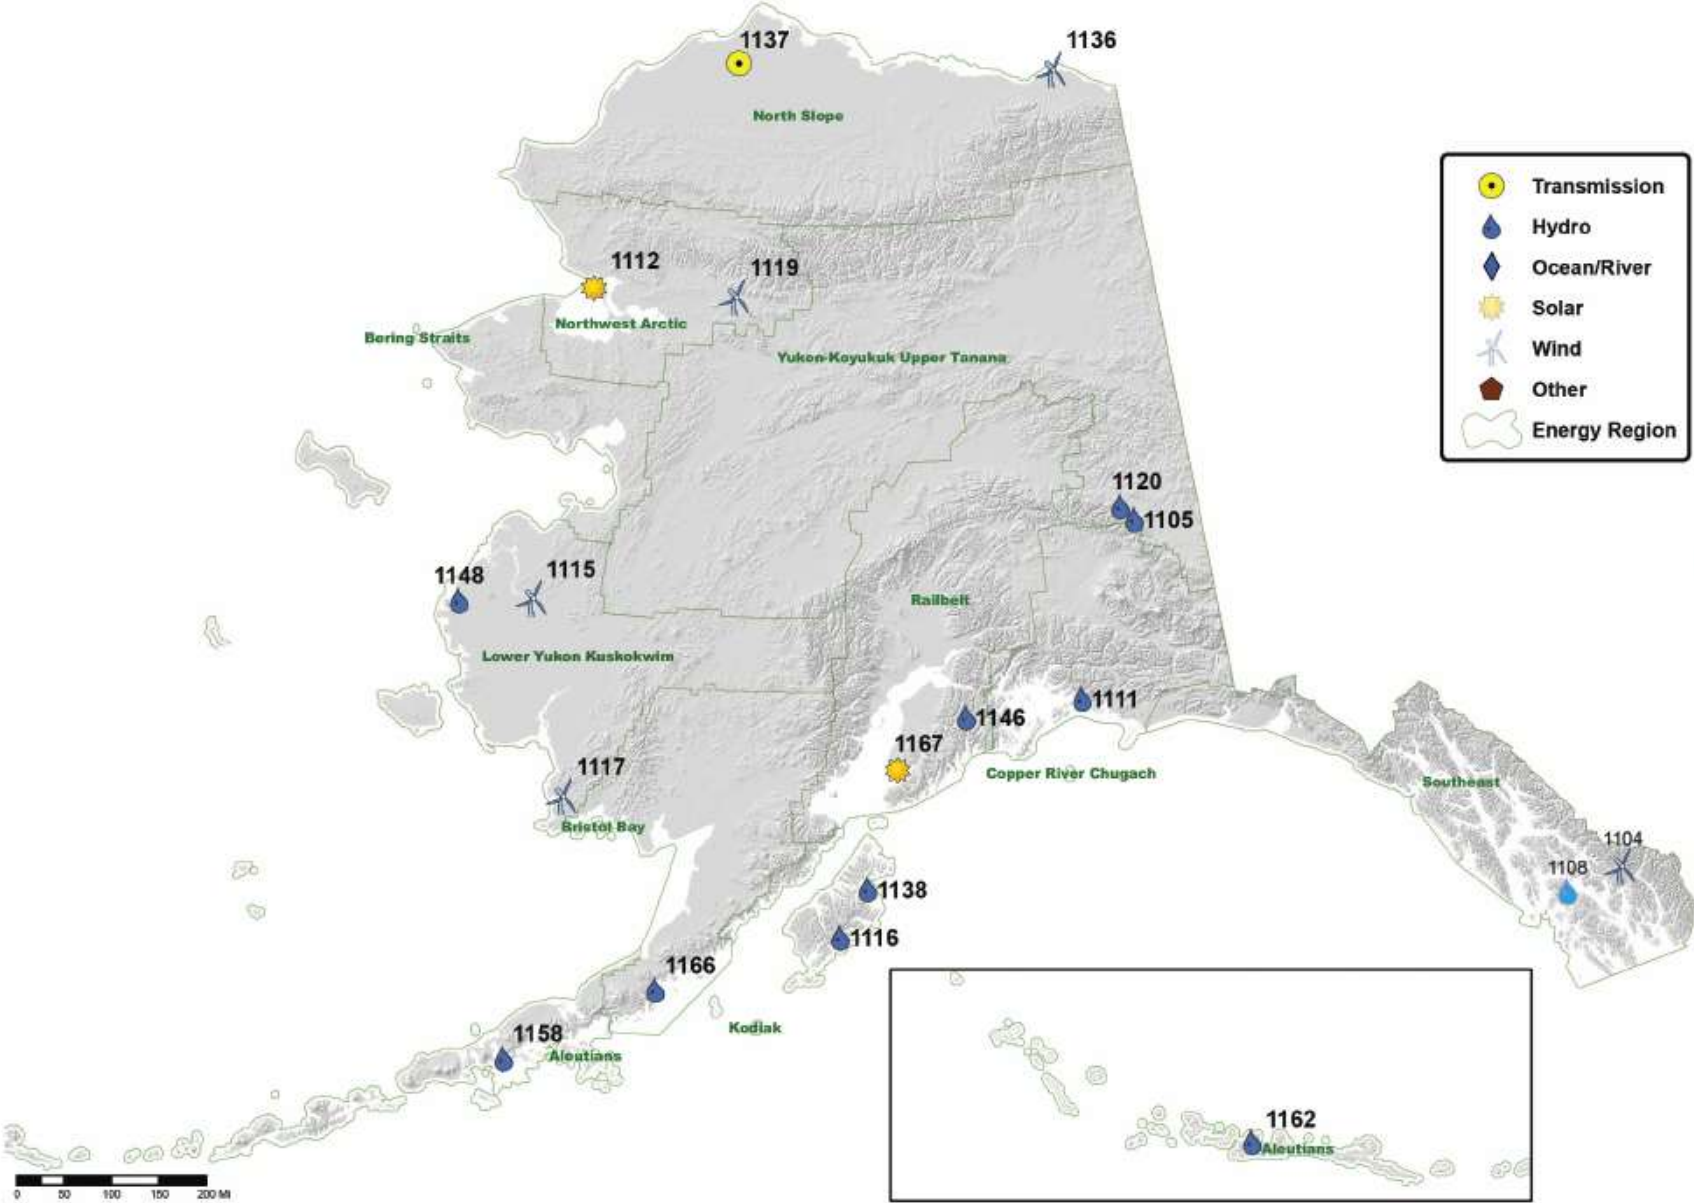 1137
1136
North Slope
Transmission
Hydro
Ocean/River
Solar
Wind
Other
Energy Region
1112
1119
Northwest Arctic
Bering Straits
Yukon-Koyukuk Upper Tanana
1120
1105
1148
1115
Railbelt
Lower Yukon Kuskokwim
1111
1146
1167
Copper River Chugach
1117
Southeast
Bristol Bay
1104
1108
1138
1116
1166
Kodiak
1158
Aleutians
1162
Aleutians
0 50 100 150 200 Mi